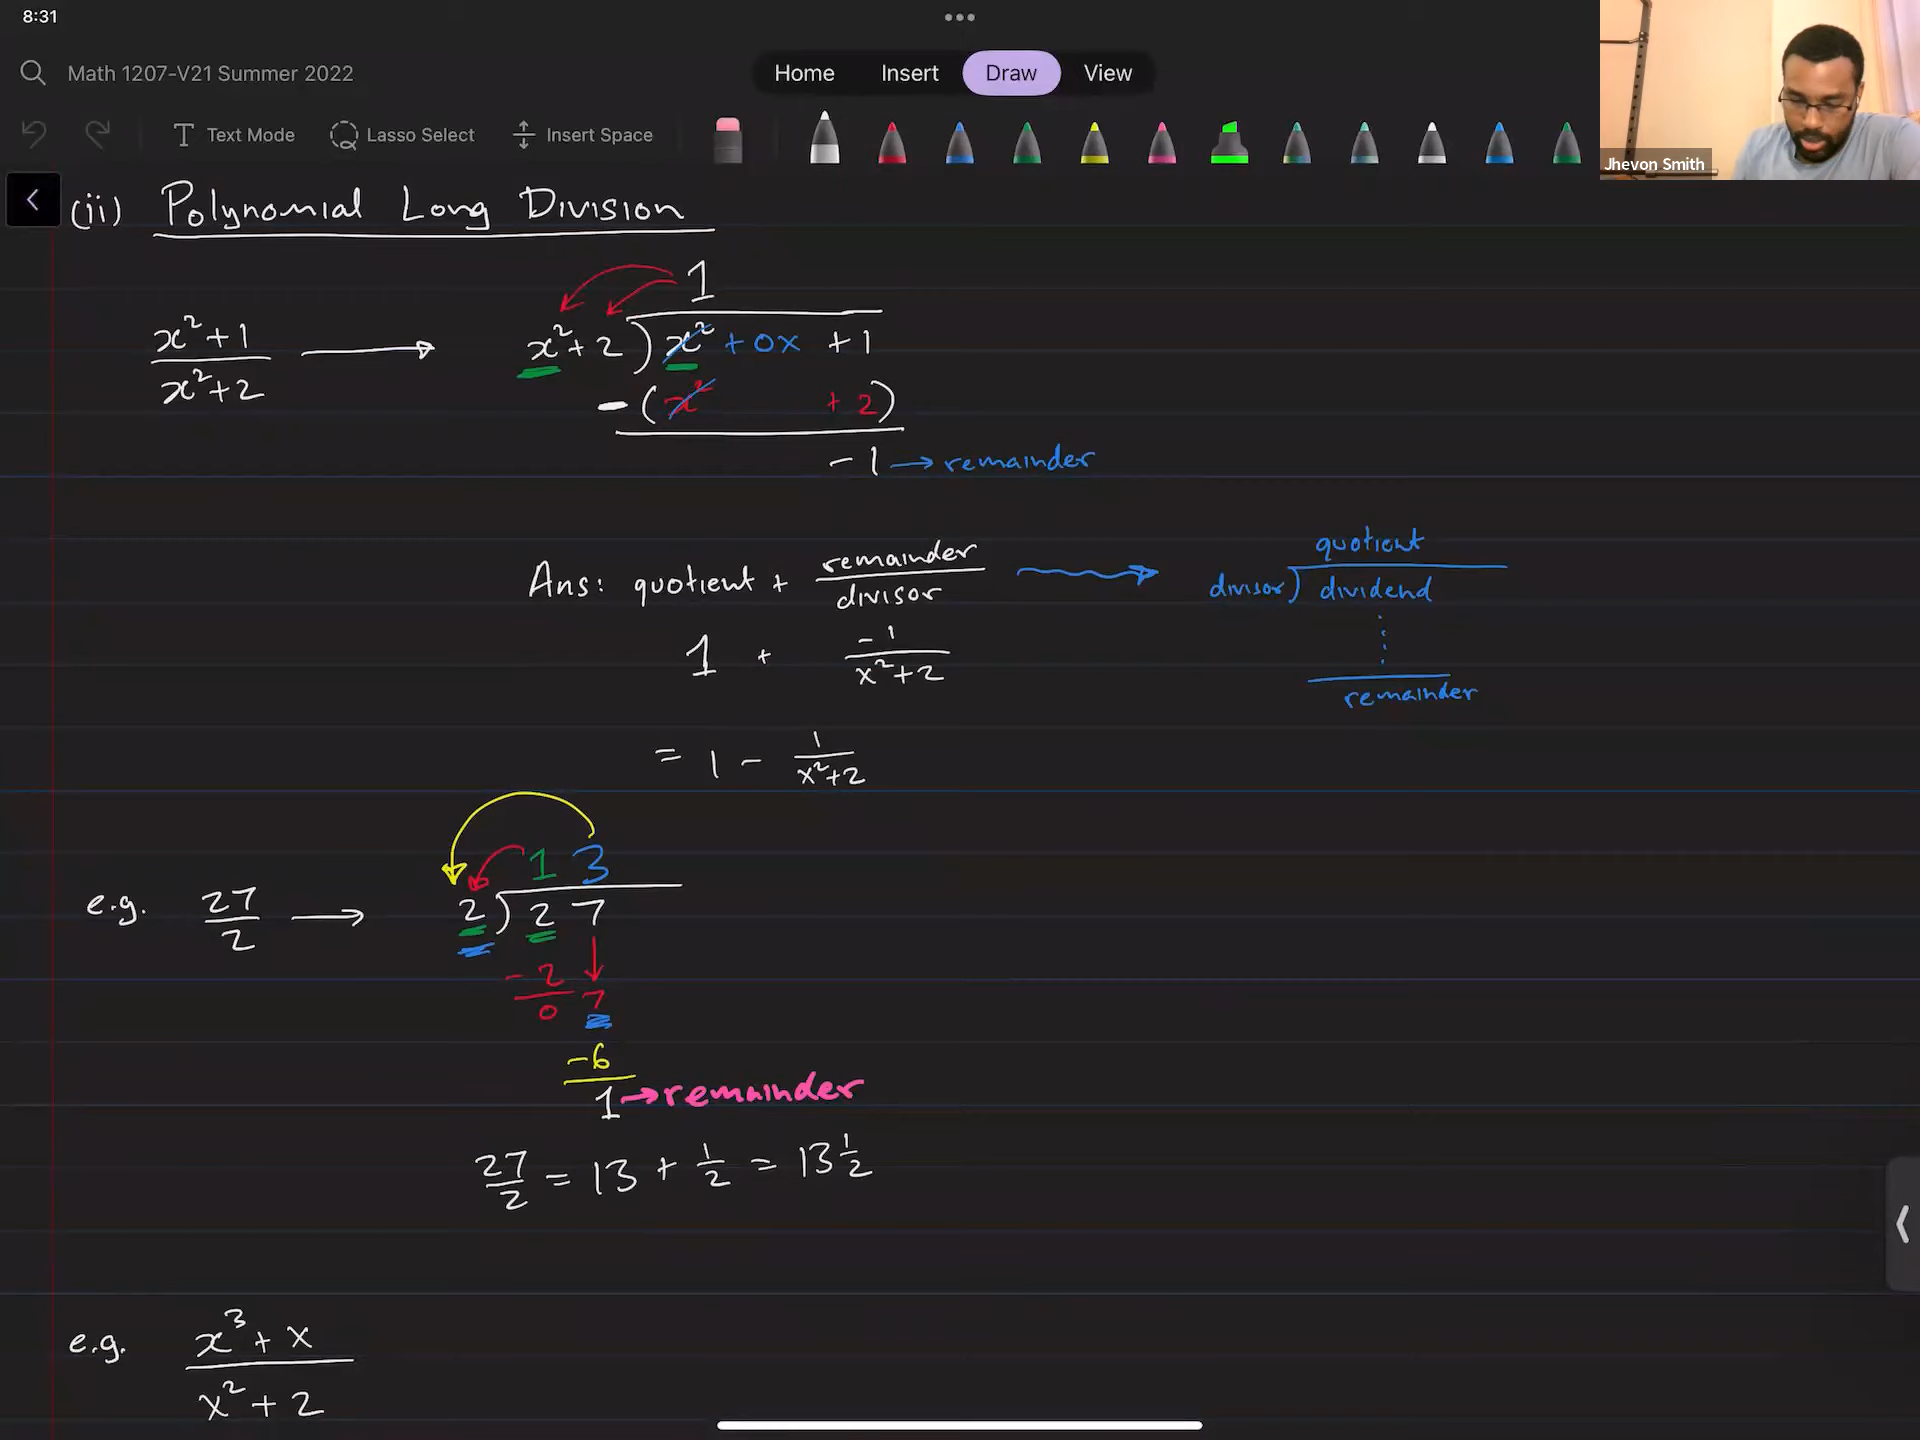 8:31
Math 1207-V21 Summer 2022
Home Insert Draw View
Text Mode Lasso Select Insert Space
Jhevon Smith
(ii) Polynomial Long Division
1
x²+1 / x²+2 → x²+2 ) x² + 0x + 1
-( x² + 2)
-1 → remainder
Ans: quotient + remainder / divisor
quotient
divisor ) dividend
remainder
1 + -1 / x²+2
= 1 - 1 / x²+2
1 3
e.g. 27 / 2 → 2 ) 2 7
- 2
0 7
-6
1 → remainder
27/2 = 13 + 1/2 = 13 1/2
e.g. x³ + x / x² + 2